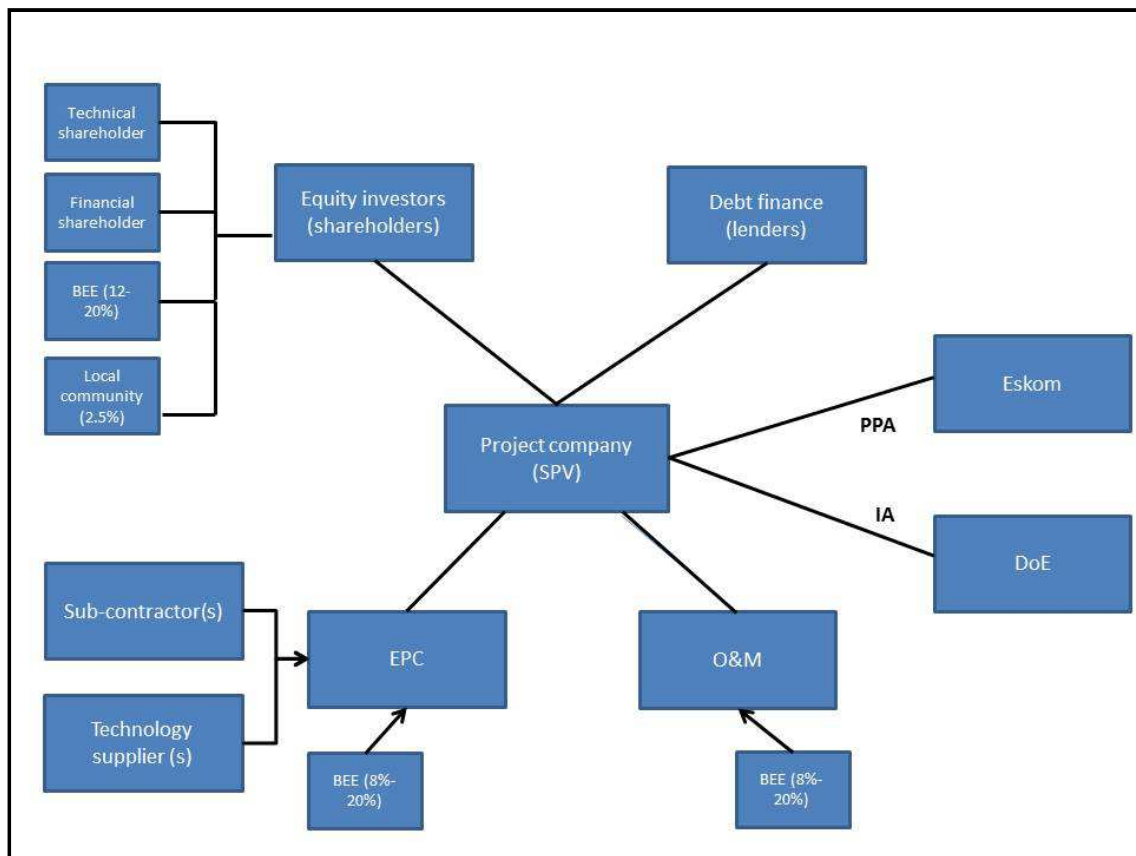 Technical
shareholder
Financial
shareholder
BEE (12-
20%)
Local
community
(2.5%)
Equity investors
(shareholders)
Debt finance
(lenders)
Project company
(SPV)
PPA
Eskom
IA
DoE
Sub-contractor(s)
Technology
supplier (s)
EPC
O&M
BEE (8%-
20%)
BEE (8%-
20%)